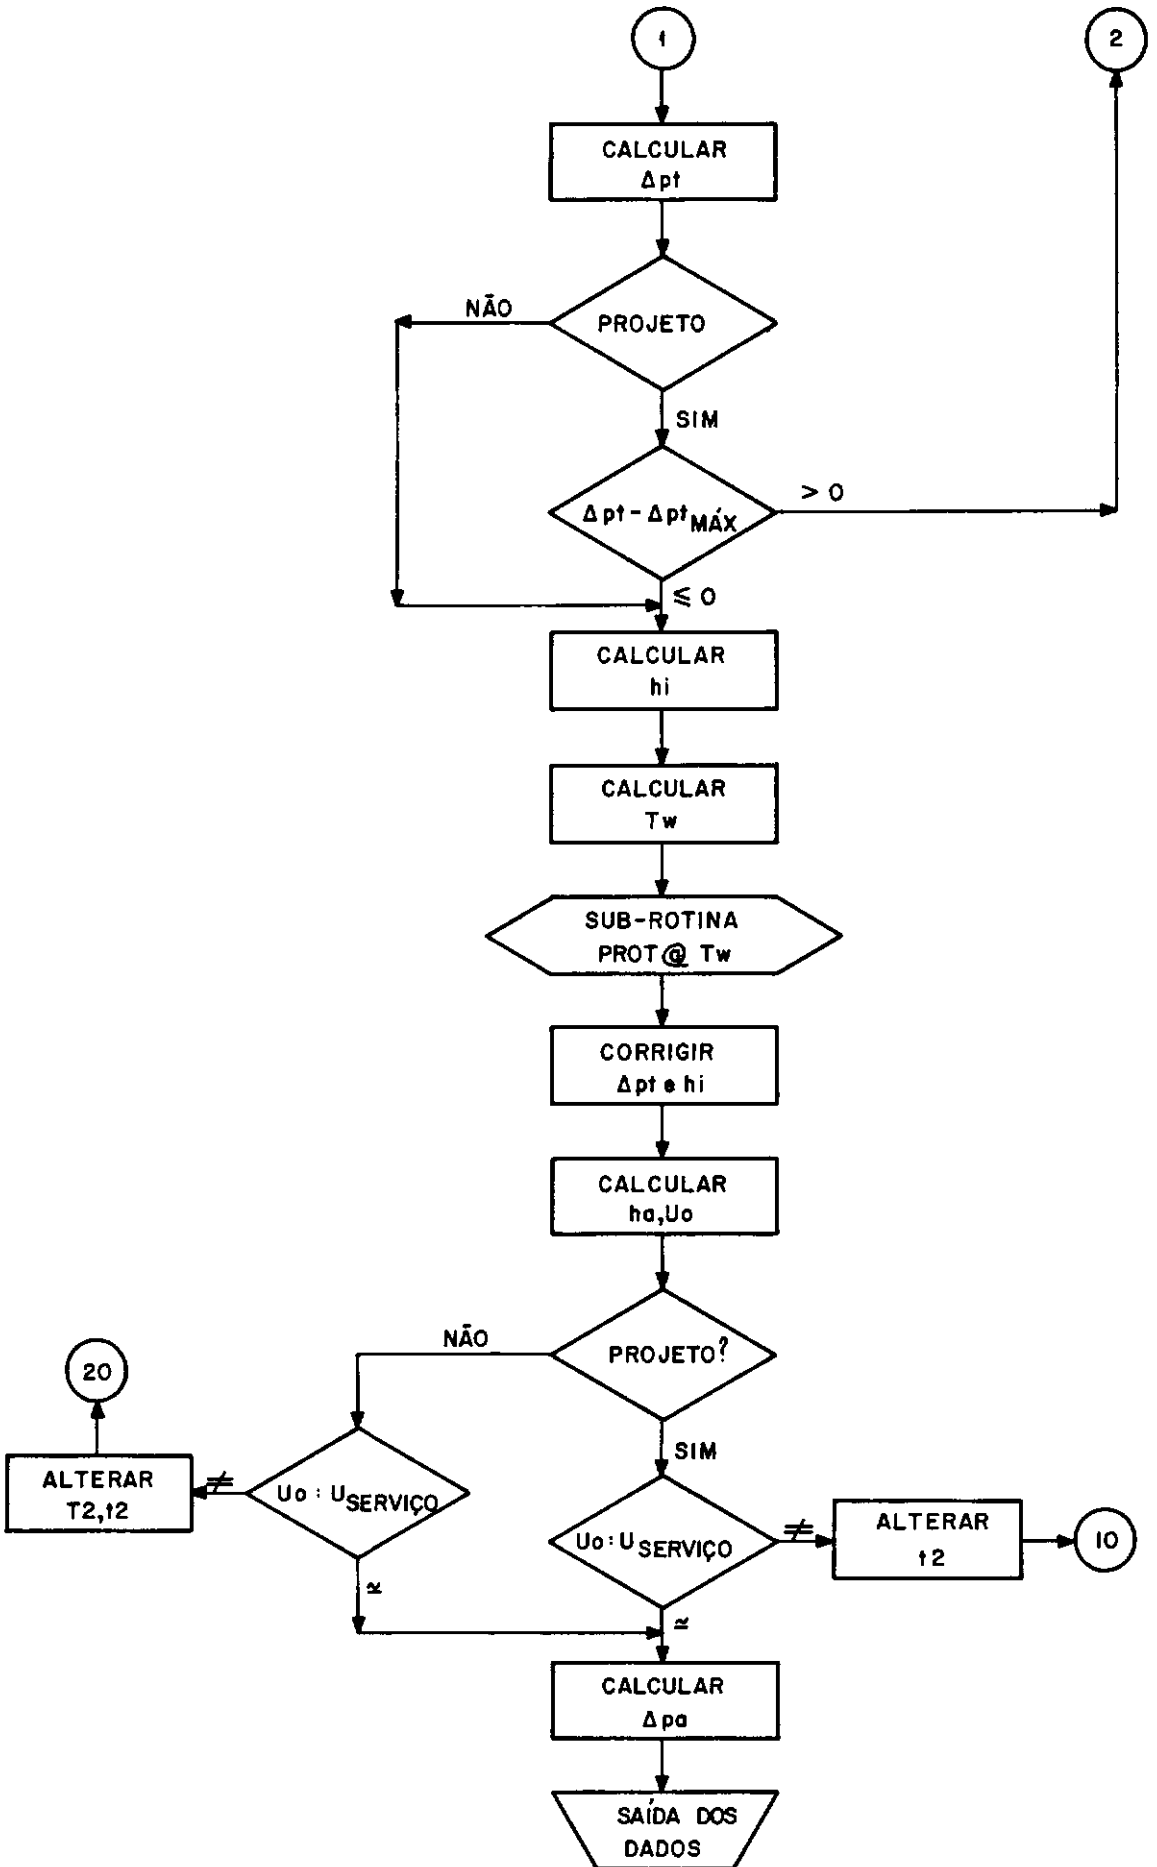 1
2
CALCULAR
Δpt
NÃO
PROJETO
SIM
Δpt - Δpt MÁX
> 0
≤ 0
CALCULAR
hi
CALCULAR
Tw
SUB-ROTINA
PROT @ Tw
CORRIGIR
Δpt e hi
CALCULAR
ha,Uo
NÃO
PROJETO?
20
SIM
ALTERAR
T2,t2
≠
Uo : U SERVIÇO
Uo : U SERVIÇO
≠
ALTERAR
t2
10
≃
≃
CALCULAR
Δpa
SAÍDA DOS
DADOS